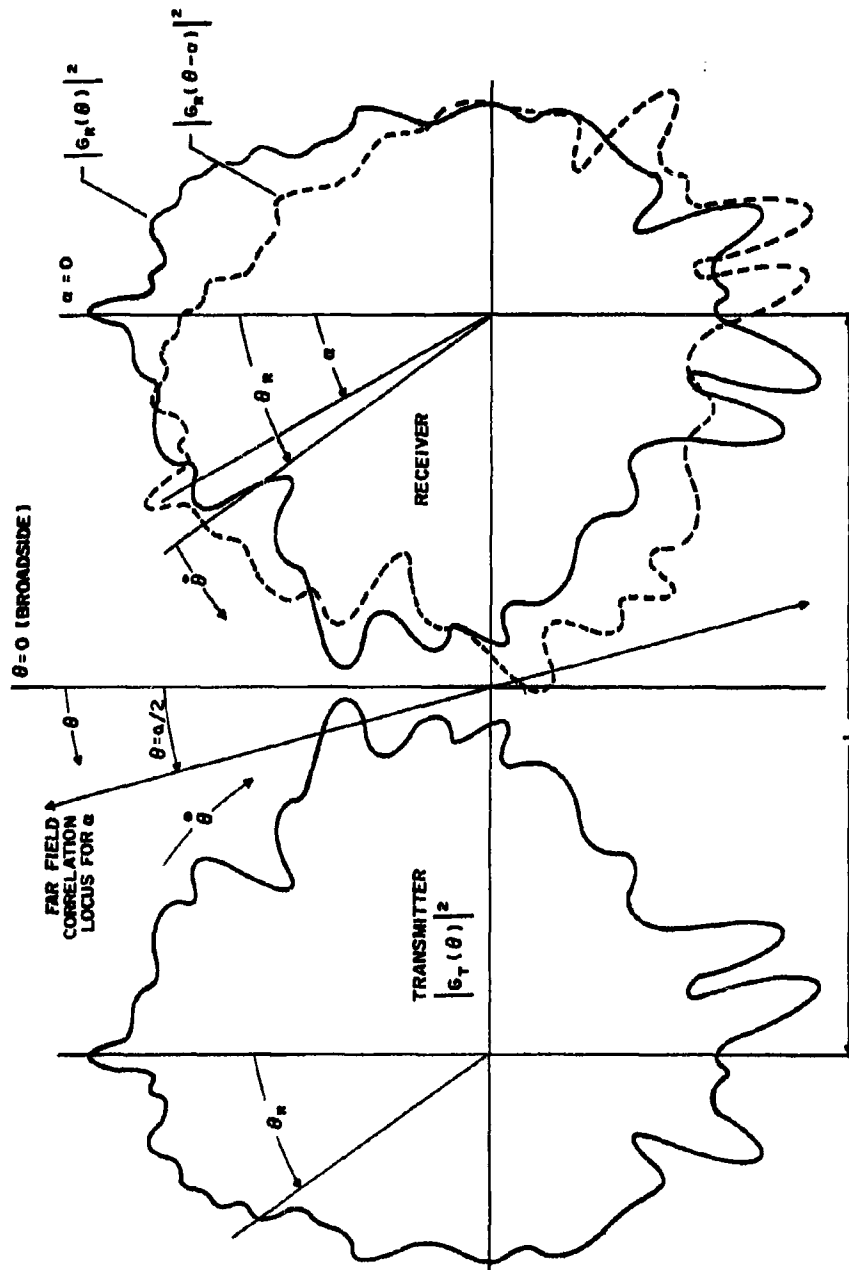 |G_R(θ)|²
|G_R(θ-α)|²
α = 0
θ=0 (BROADSIDE)
θ
θ=α/2
FAR FIELD
CORRELATION
LOCUS FOR α
θ̇
θ̇
θ_R
α
RECEIVER
TRANSMITTER
|G_T(θ)|²
θ_R